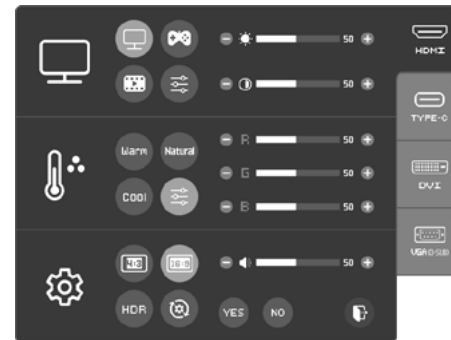 50
HDMI
50
TYPE-C
Warm Natural
R 50
Cool
G 50
DVI
B 50
VGA(D-SUB)
4:3 16:9
50
HDR
YES NO